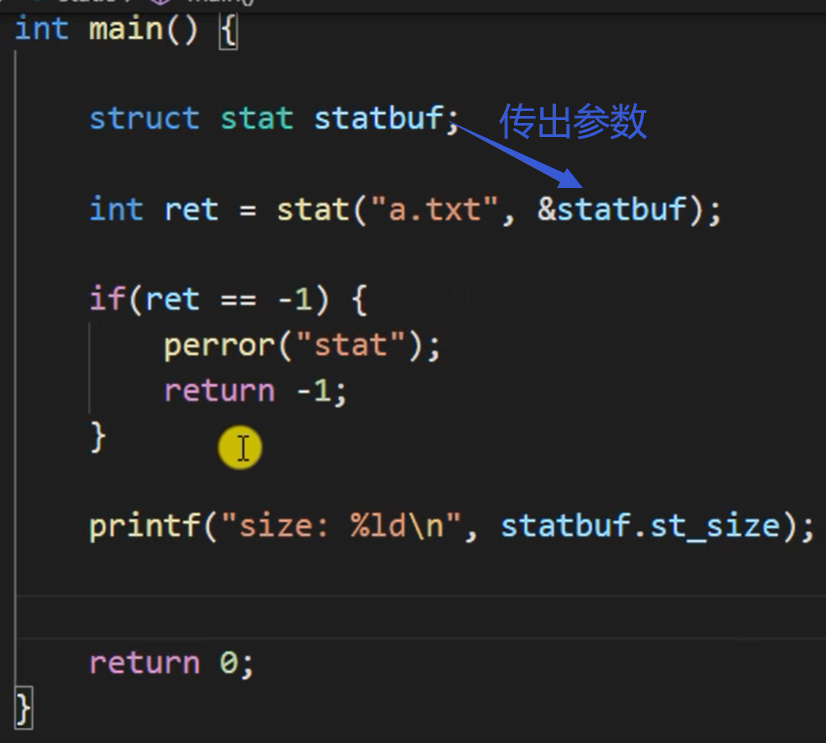 int main() {
struct stat statbuf; 传出参数
int ret = stat("a.txt", &statbuf);
if(ret == -1) {
perror("stat");
return -1;
}
printf("size: %ld\n", statbuf.st_size);
return 0;
}